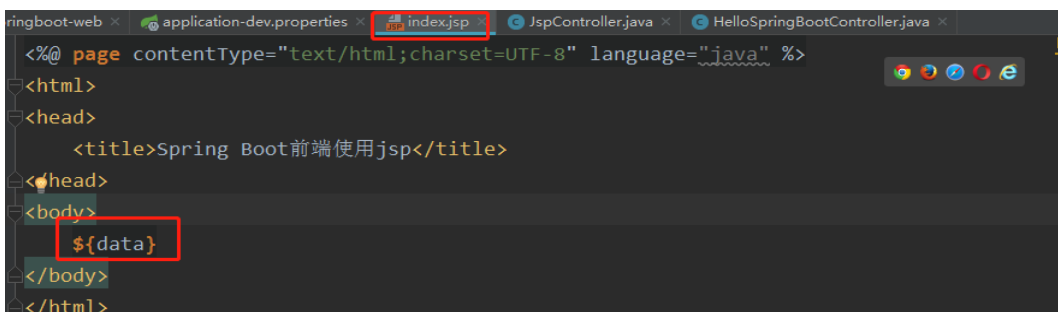 ringboot-web × application-dev.properties × index.jsp × JspController.java × HelloSpringBootController.java ×
<%@ page contentType="text/html;charset=UTF-8" language="java" %>
<html>
<head>
<title>Spring Boot前端使用jsp</title>
</head>
<body>
${data}
</body>
</html>